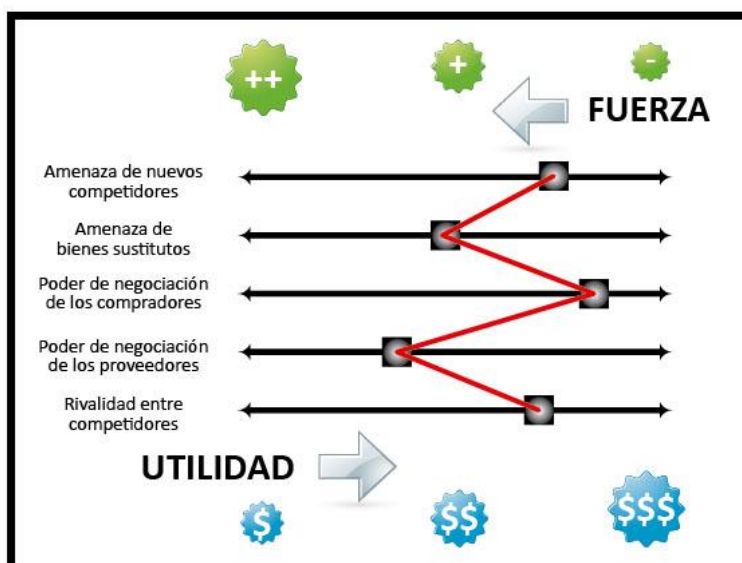 ++
+
-
FUERZA
Amenaza de nuevos
competidores
Amenaza de
bienes sustitutos
Poder de negociación
de los compradores
Poder de negociación
de los proveedores
Rivalidad entre
competidores
UTILIDAD
$
$$
$$$